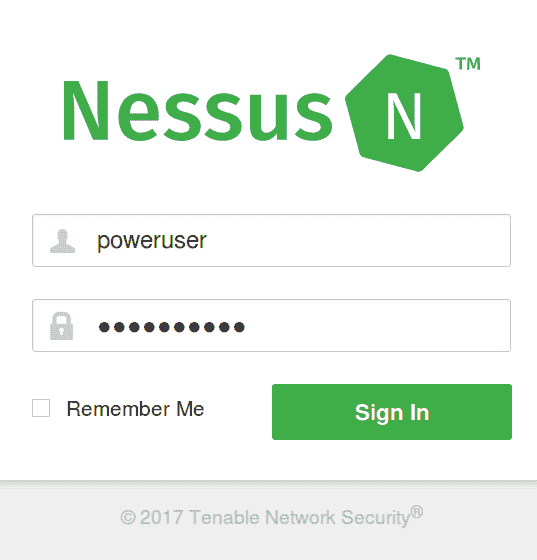 Nessus N ™
poweruser
••••••••••
Remember Me Sign In
© 2017 Tenable Network Security®